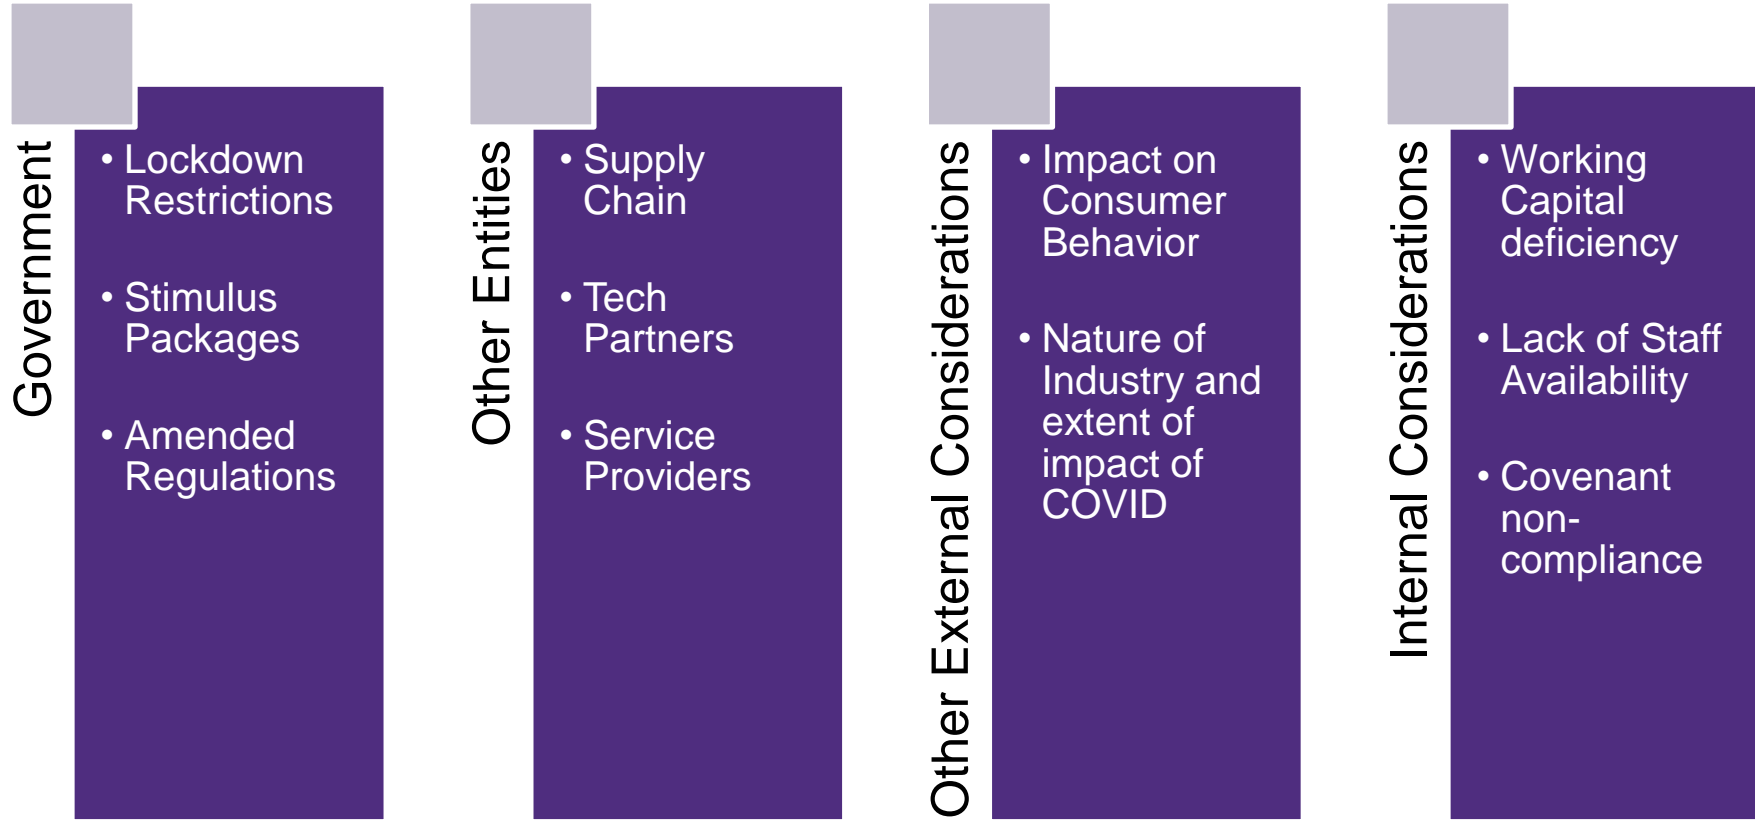 Government
• Lockdown
Restrictions
• Stimulus
Packages
• Amended
Regulations
Other Entities
• Supply
Chain
• Tech
Partners
• Service
Providers
Other External Considerations
• Impact on
Consumer
Behavior
• Nature of
Industry and
extent of
impact of
COVID
Internal Considerations
• Working
Capital
deficiency
• Lack of Staff
Availability
• Covenant
non-
compliance